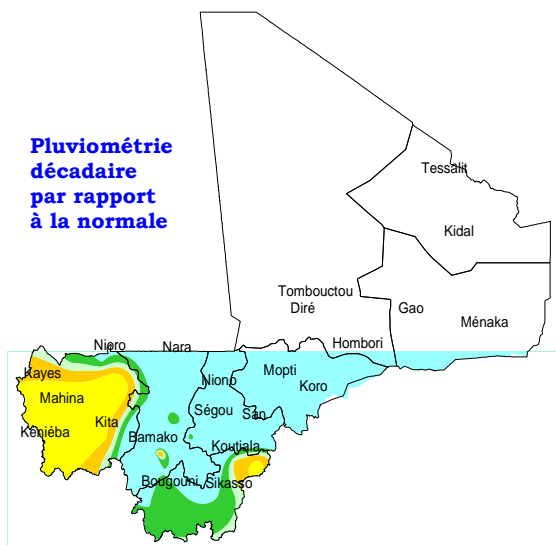 Pluviométrie
décadaire
par rapport
à la normale
Tessalit
Kidal
Tombouctou
Diré
Gao
Ménaka
Hombori
Nioro
Nara
Kayes
Niono
Mopti
Koro
Mahina
Ségou
San
Kita
Kéniéba
Bamako
Koutiala
Bougouni
Sikasso